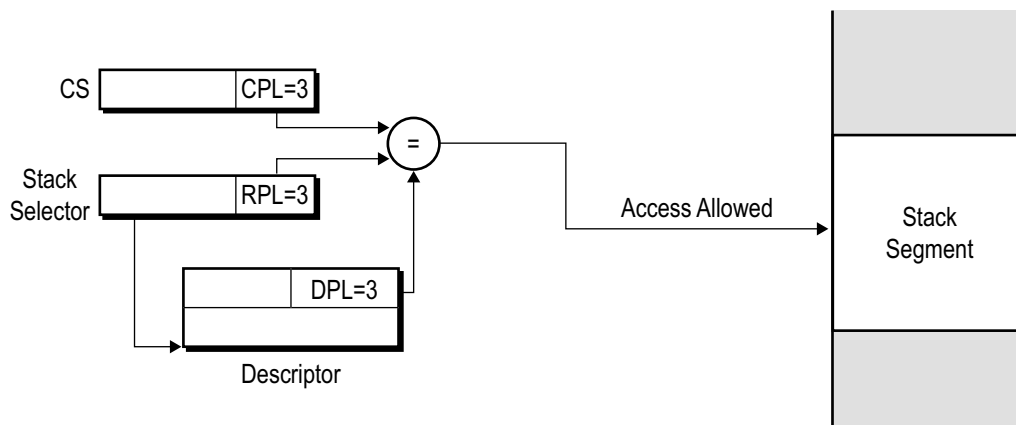 CS
CPL=3
=
Stack
Selector
RPL=3
Access Allowed
Stack
Segment
DPL=3
Descriptor